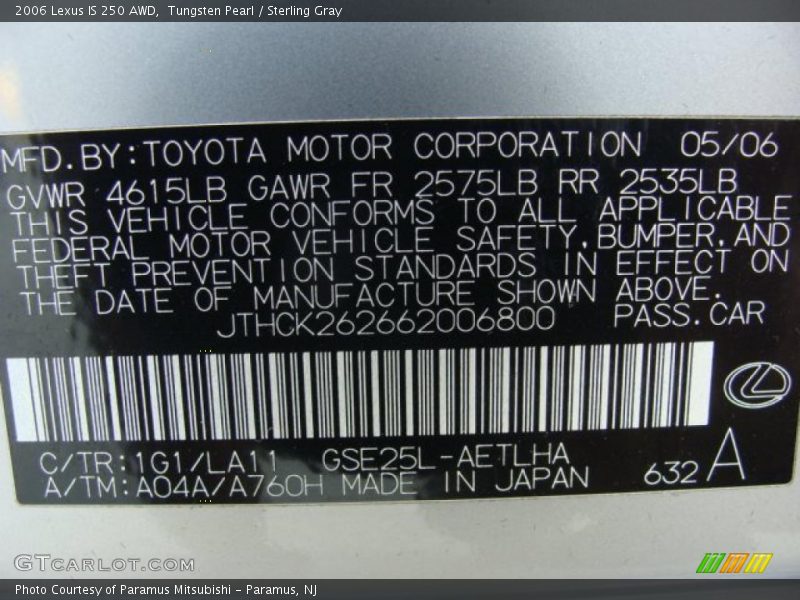 2006 Lexus IS 250 AWD,  Tungsten Pearl / Sterling Gray
MFD.BY:TOYOTA MOTOR CORPORATION 05/06
GVWR 4615LB GAWR FR 2575LB RR 2535LB
THIS VEHICLE CONFORMS TO ALL APPLICABLE
FEDERAL MOTOR VEHICLE SAFETY,BUMPER,AND
THEFT PREVENTION STANDARDS IN EFFECT ON
THE DATE OF MANUFACTURE SHOWN ABOVE.
JTHCK262662006800 PASS.CAR
C/TR:1G1/LA11 GSE25L-AETLHA
A/TM:A04A/A760H MADE IN JAPAN 632 A
GTCARLOT.COM
Photo Courtesy of Paramus Mitsubishi - Paramus, NJ